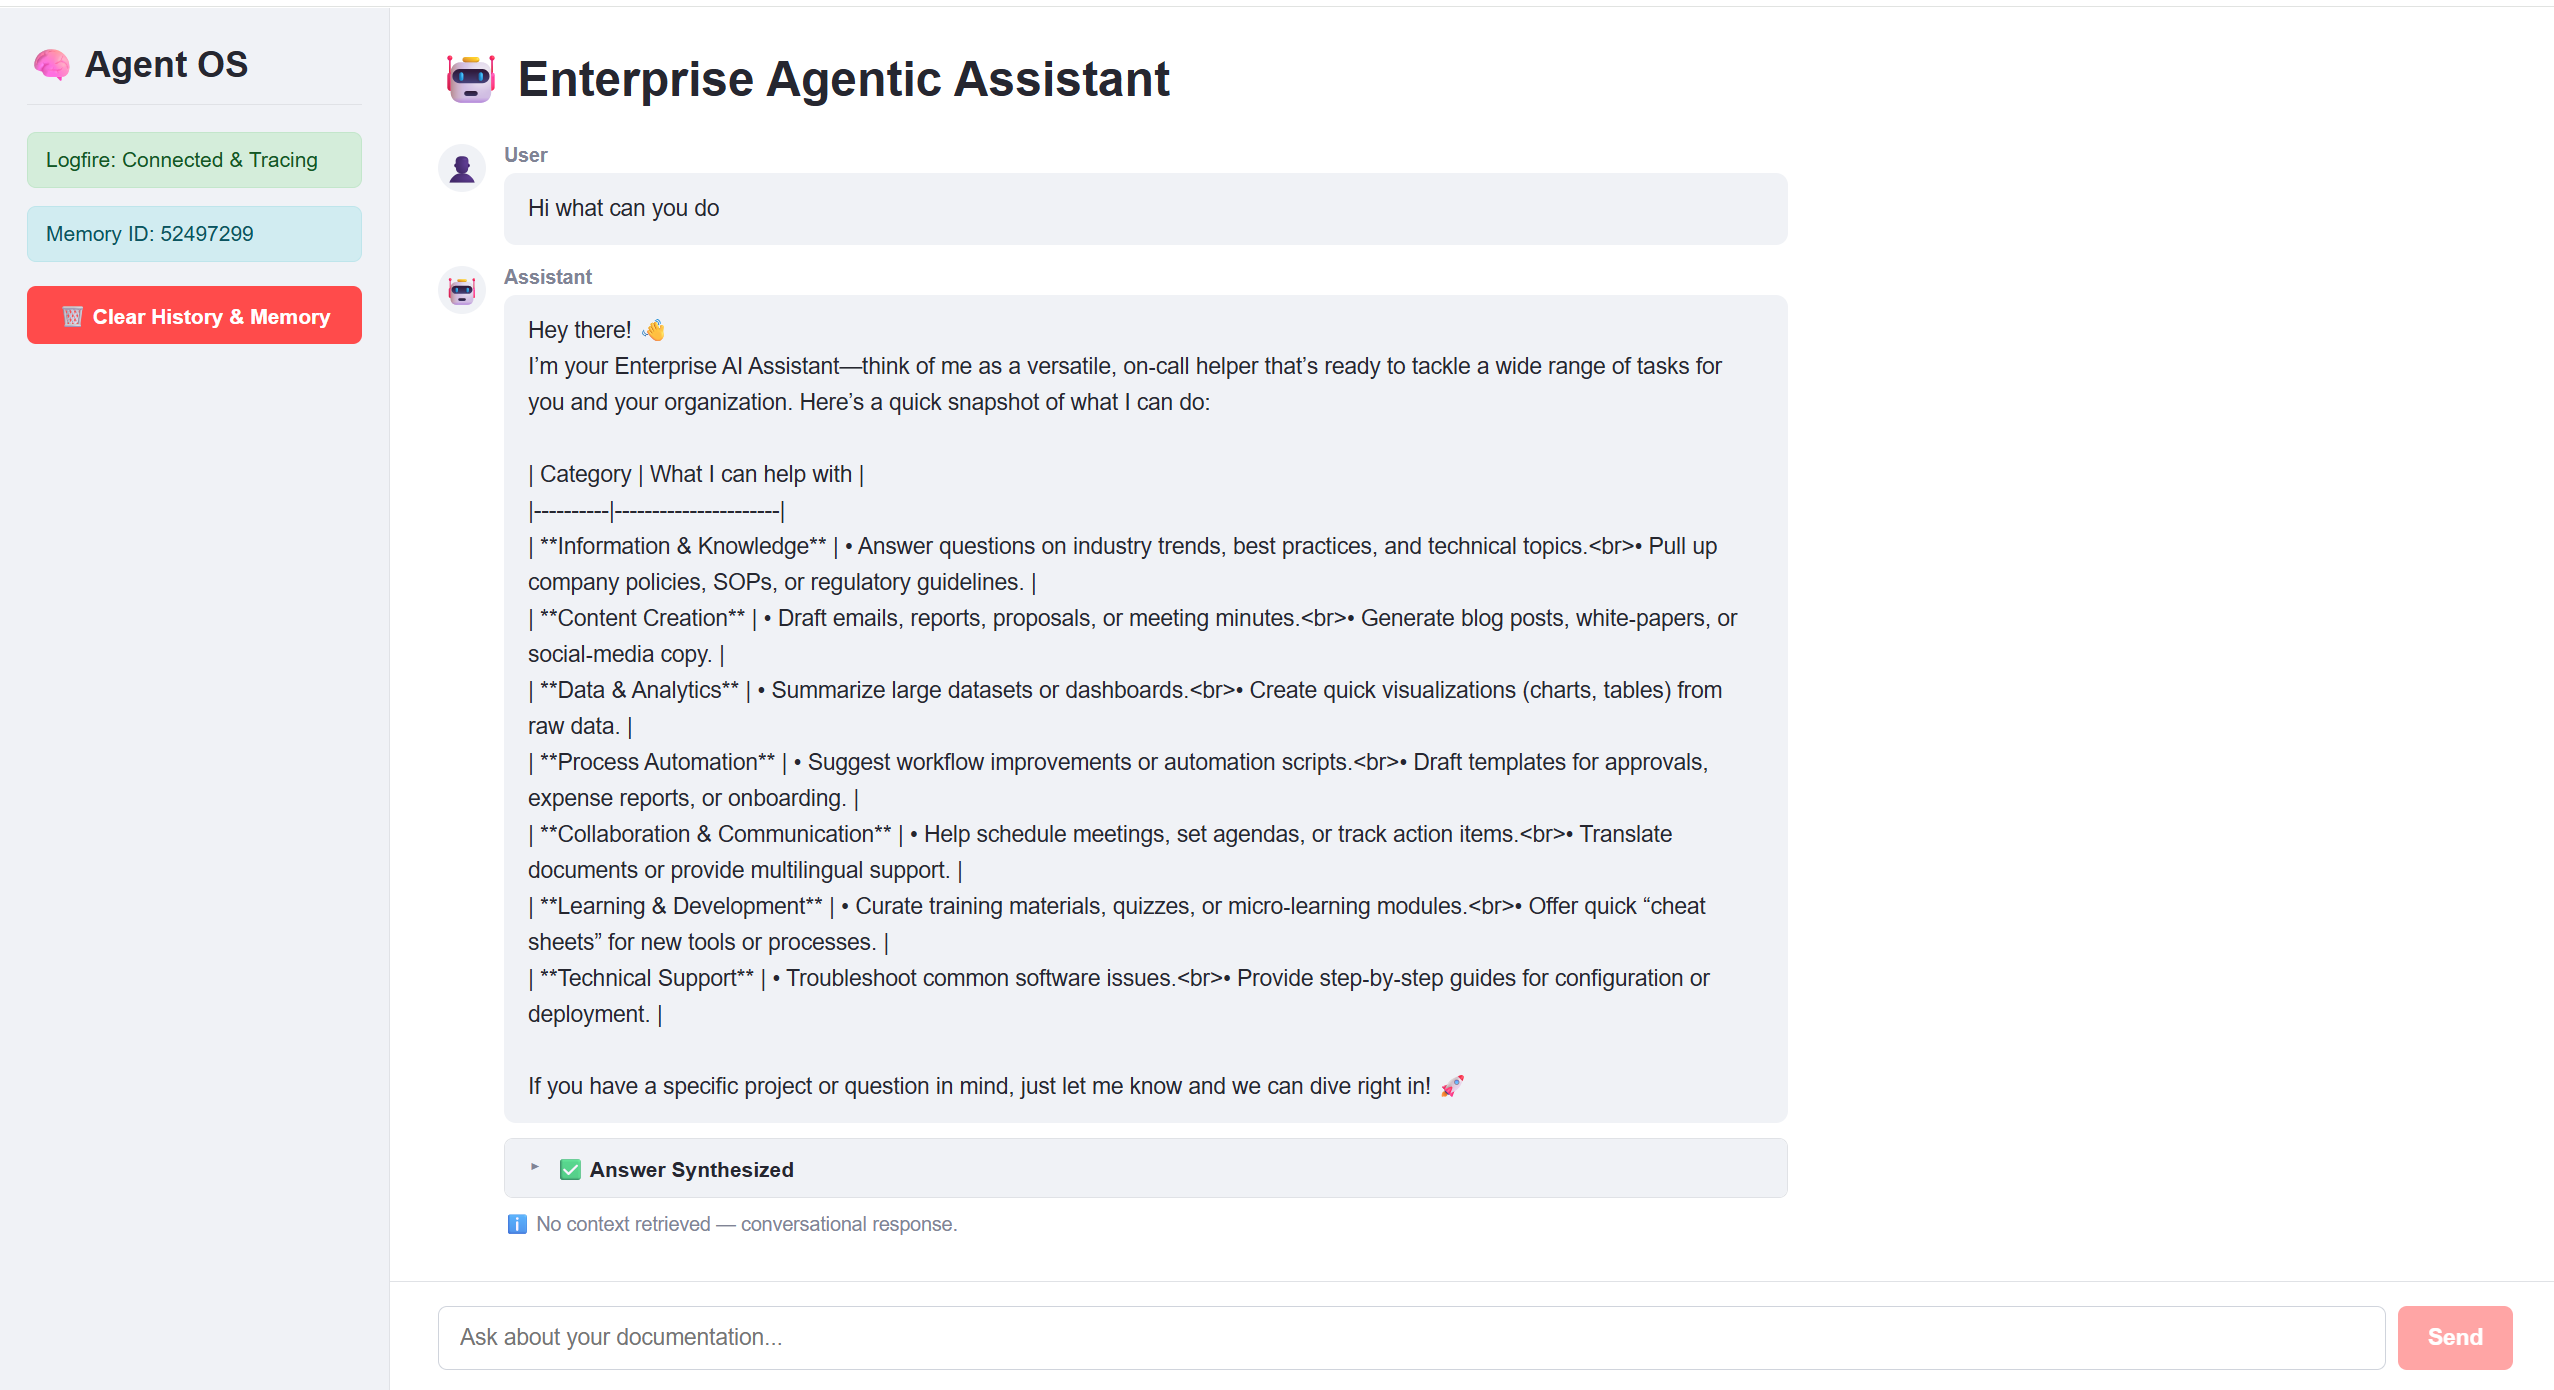 🧠 Agent OS
Logfire: Connected & Tracing
Memory ID: 52497299
🗑️ Clear History & Memory
🤖 Enterprise Agentic Assistant
User
Hi what can you do
Assistant
Hey there! 👋
I’m your Enterprise AI Assistant—think of me as a versatile, on-call helper that’s ready to tackle a wide range of tasks for
you and your organization. Here’s a quick snapshot of what I can do:
| Category | What I can help with |
|----------|----------------------|
| **Information & Knowledge** | • Answer questions on industry trends, best practices, and technical topics.<br>• Pull up
company policies, SOPs, or regulatory guidelines. |
| **Content Creation** | • Draft emails, reports, proposals, or meeting minutes.<br>• Generate blog posts, white-papers, or
social-media copy. |
| **Data & Analytics** | • Summarize large datasets or dashboards.<br>• Create quick visualizations (charts, tables) from
raw data. |
| **Process Automation** | • Suggest workflow improvements or automation scripts.<br>• Draft templates for approvals,
expense reports, or onboarding. |
| **Collaboration & Communication** | • Help schedule meetings, set agendas, or track action items.<br>• Translate
documents or provide multilingual support. |
| **Learning & Development** | • Curate training materials, quizzes, or micro-learning modules.<br>• Offer quick “cheat
sheets” for new tools or processes. |
| **Technical Support** | • Troubleshoot common software issues.<br>• Provide step-by-step guides for configuration or
deployment. |
If you have a specific project or question in mind, just let me know and we can dive right in! 🚀
▸ ✅ Answer Synthesized
ℹ️ No context retrieved — conversational response.
Ask about your documentation...
Send